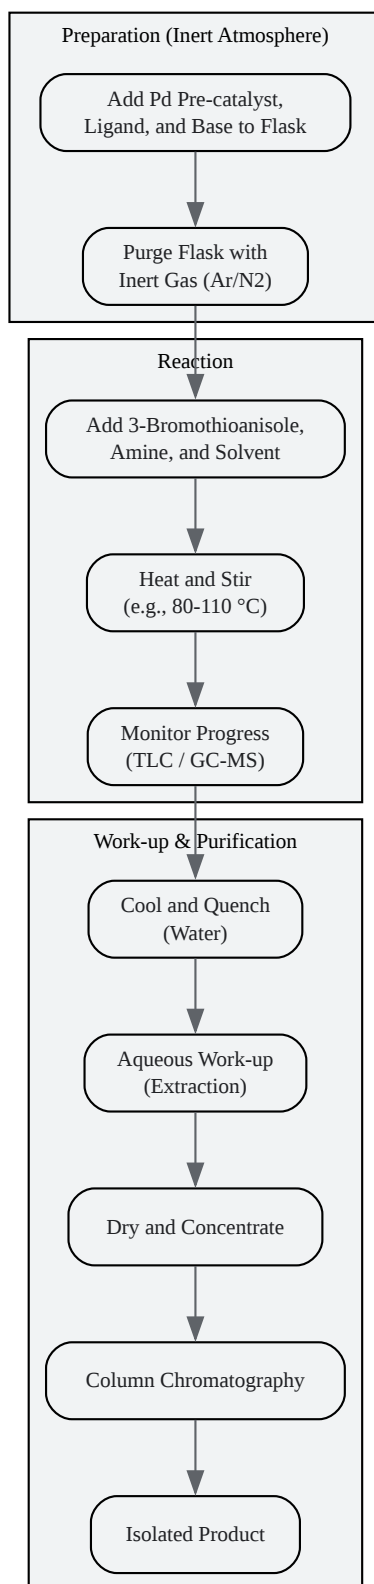 Preparation (Inert Atmosphere)
Add Pd Pre-catalyst,
Ligand, and Base to Flask
Purge Flask with
Inert Gas (Ar/N2)
Reaction
Add 3-Bromothioanisole,
Amine, and Solvent
Heat and Stir
(e.g., 80-110 °C)
Monitor Progress
(TLC / GC-MS)
Work-up & Purification
Cool and Quench
(Water)
Aqueous Work-up
(Extraction)
Dry and Concentrate
Column Chromatography
Isolated Product